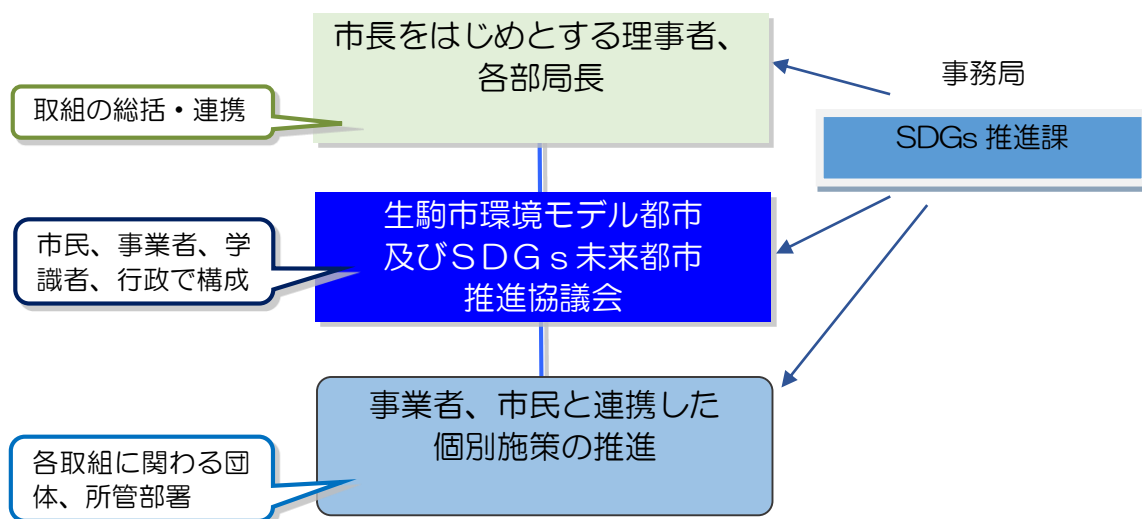 市長をはじめとする理事者、
各部局長
事務局
取組の総括・連携
SDGs 推進課
生駒市環境モデル都市
及びＳＤＧｓ未来都市
推進協議会
市民、事業者、学
識者、行政で構成
事業者、市民と連携した
個別施策の推進
各取組に関わる団
体、所管部署